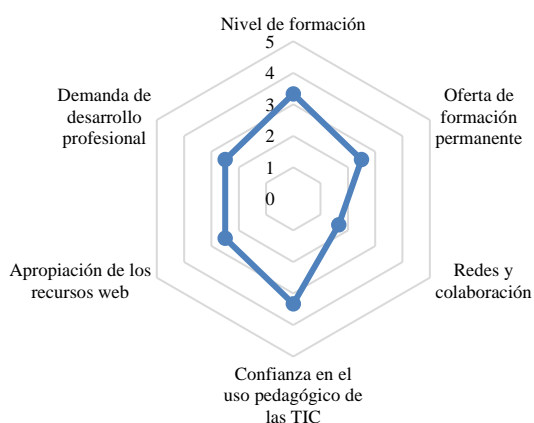 Nivel de formación
5
4
3
2
1
0
Oferta de
formación
permanente
Redes y
colaboración
Confianza en el
uso pedagógico de
las TIC
Apropiación de los
recursos web
Demanda de
desarrollo
profesional